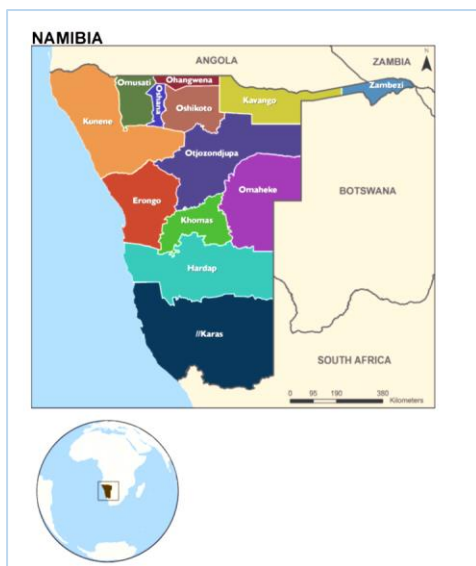 NAMIBIA
ANGOLA
ZAMBIA
N
Omusati
Ohangwena
Oshana
Oshikoto
Kavango
Zambezi
Kunene
Otjozondjupa
Omaheke
BOTSWANA
Erongo
Khomas
Hardap
//Karas
SOUTH AFRICA
0 95 190 380
Kilometers